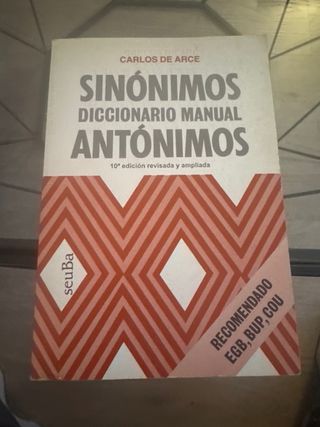 CARLOS DE ARCE
SINÓNIMOS
DICCIONARIO MANUAL
ANTÓNIMOS
10ª edición revisada y ampliada
seuBa
RECOMENDADO
EGB, BUP, COU